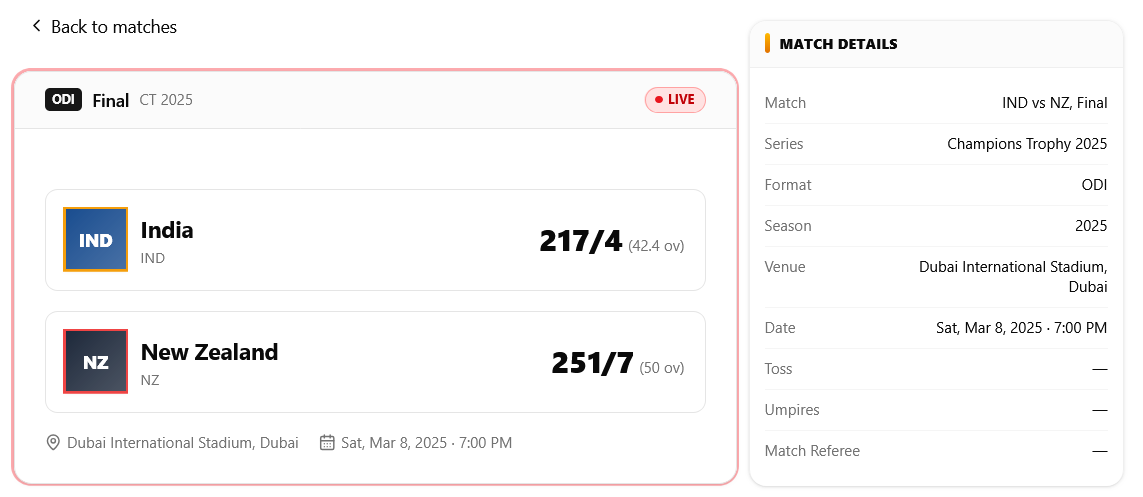 Back to matches
ODI Final CT 2025 LIVE
IND India 217/4 (42.4 ov)
IND
NZ New Zealand 251/7 (50 ov)
NZ
Dubai International Stadium, Dubai Sat, Mar 8, 2025 · 7:00 PM
MATCH DETAILS
Match IND vs NZ, Final
Series Champions Trophy 2025
Format ODI
Season 2025
Venue Dubai International Stadium,
Dubai
Date Sat, Mar 8, 2025 · 7:00 PM
Toss —
Umpires —
Match Referee —